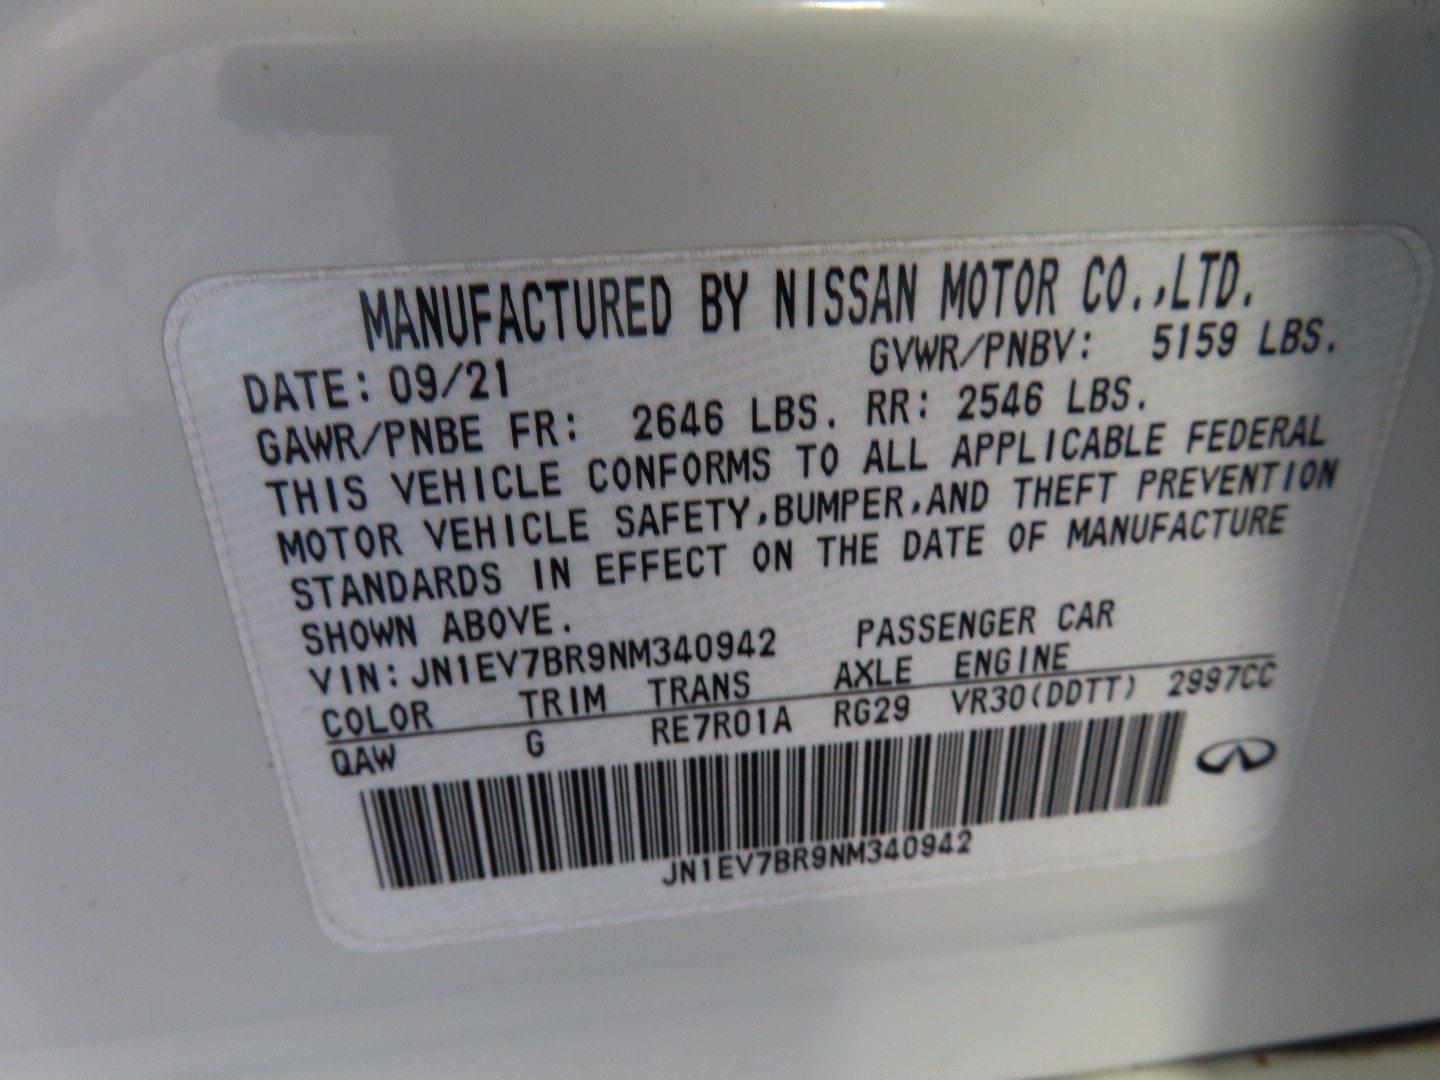 MANUFACTURED BY NISSAN MOTOR CO.,LTD.
DATE: 09/21 GVWR/PNBV: 5159 LBS.
GAWR/PNBE FR: 2646 LBS. RR: 2546 LBS.
THIS VEHICLE CONFORMS TO ALL APPLICABLE FEDERAL
MOTOR VEHICLE SAFETY,BUMPER,AND THEFT PREVENTION
STANDARDS IN EFFECT ON THE DATE OF MANUFACTURE
SHOWN ABOVE.
VIN: JN1EV7BR9NM340942 PASSENGER CAR
COLOR TRIM TRANS AXLE ENGINE
QAW G RE7R01A RG29 VR30(DDTT) 2997CC
JN1EV7BR9NM340942